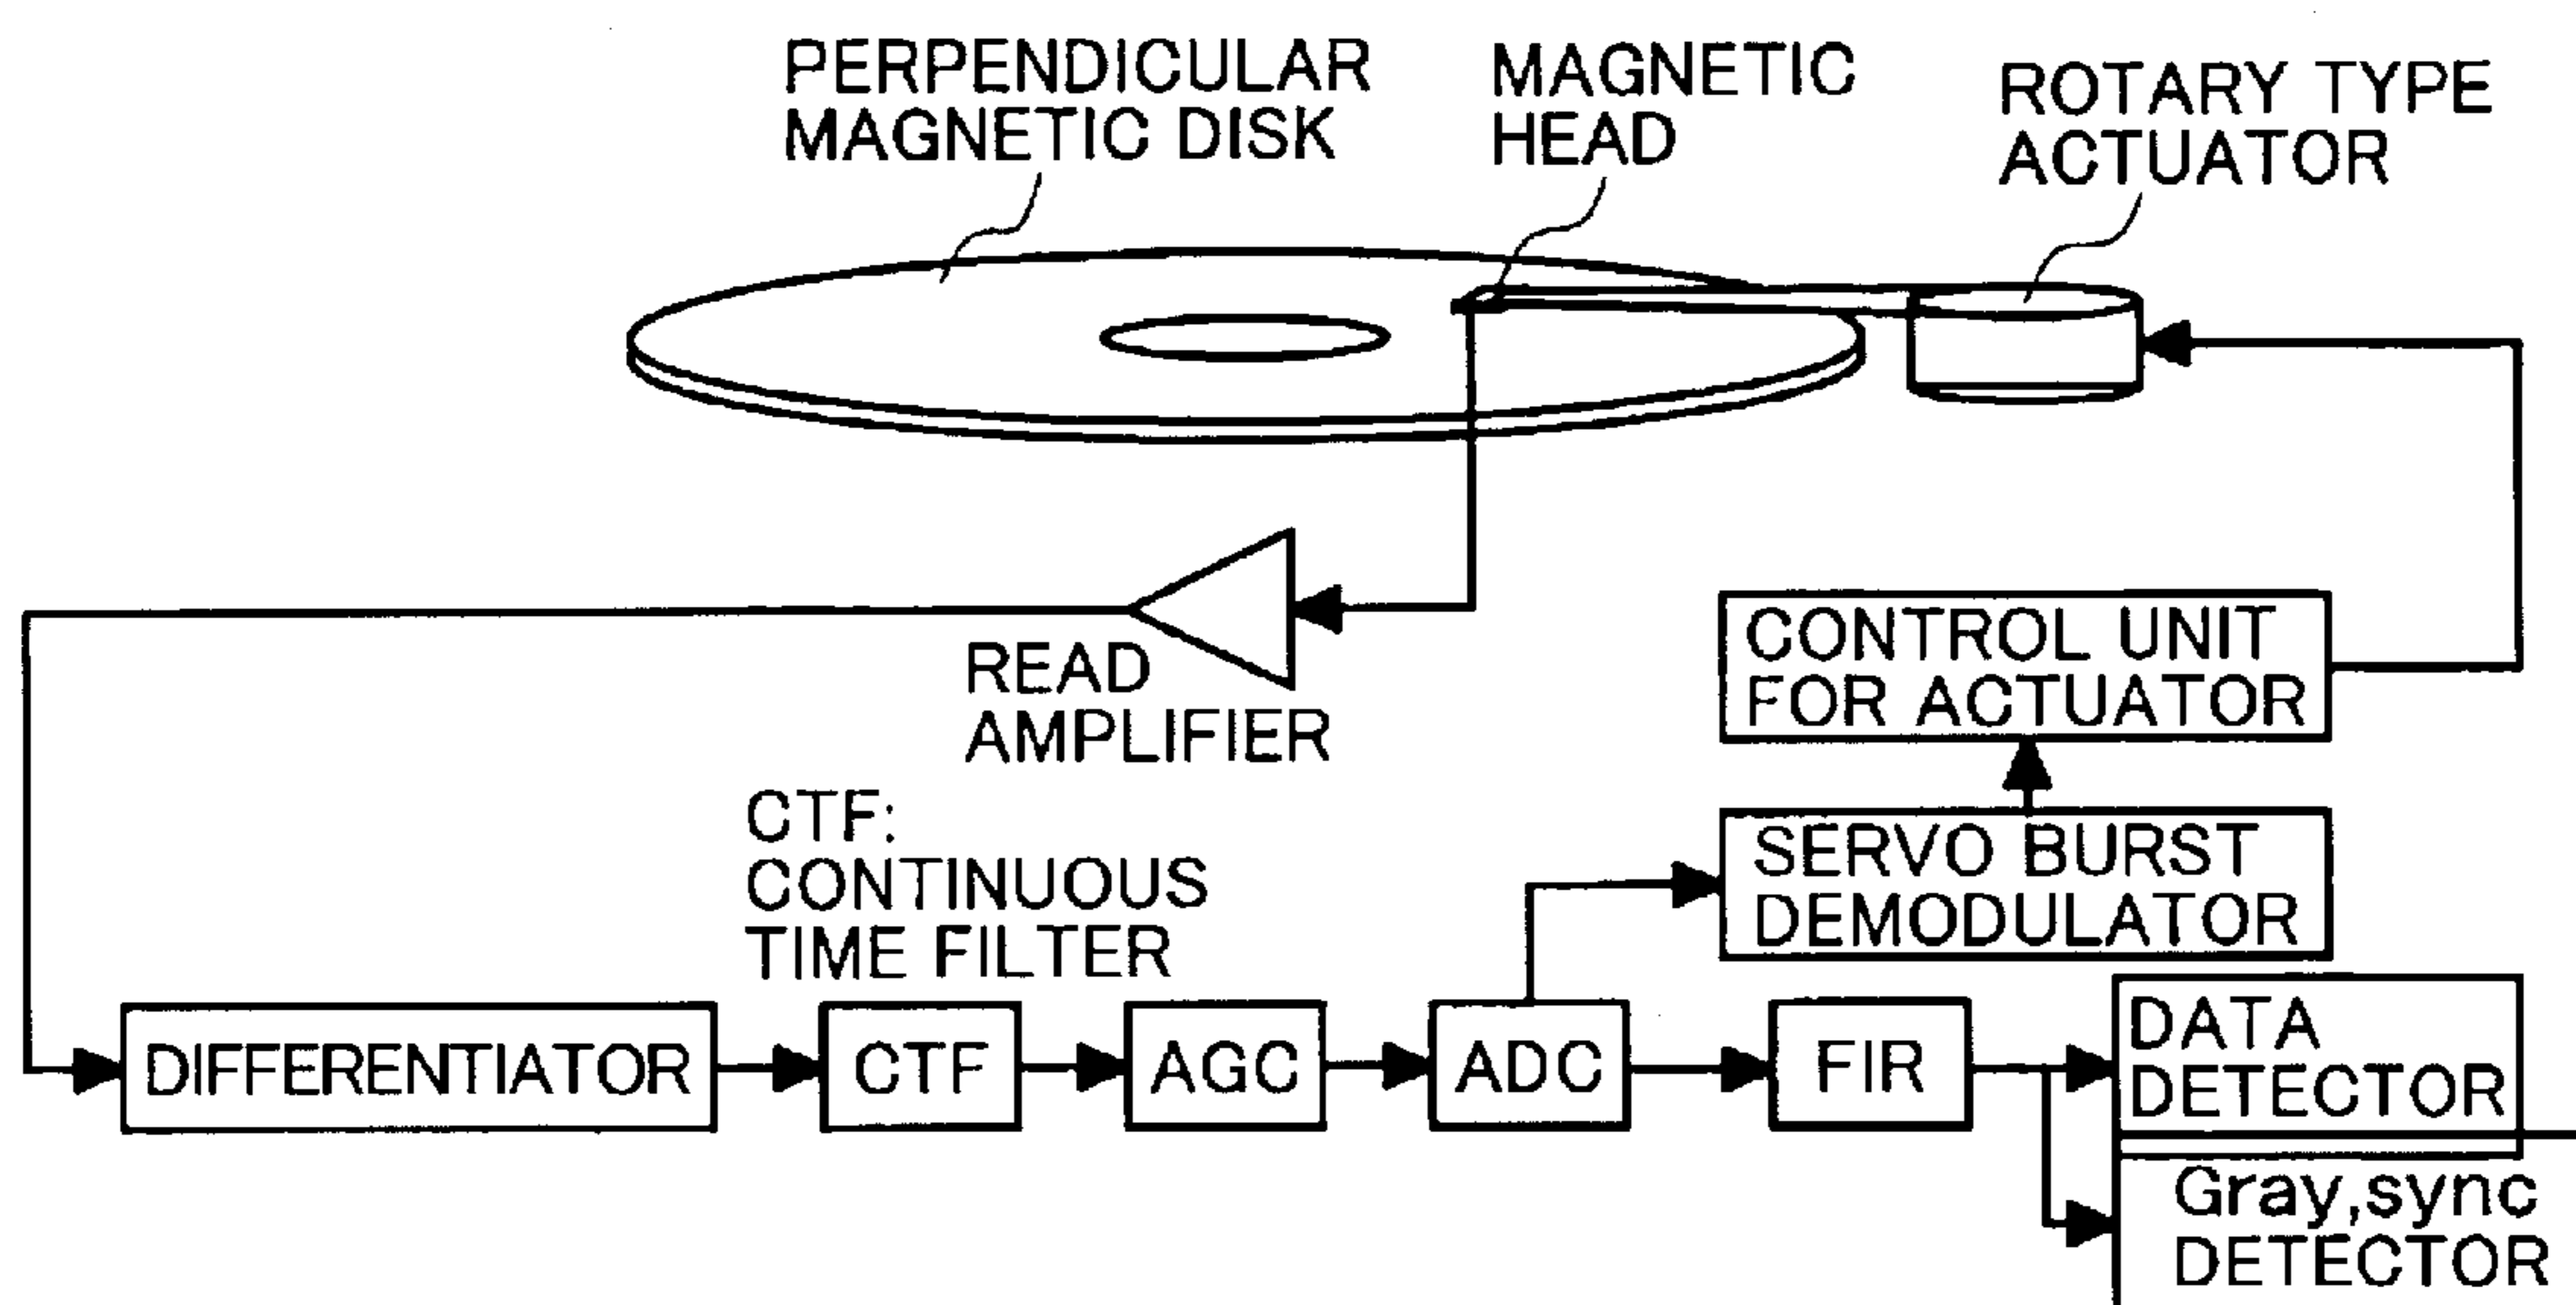 PERPENDICULAR
MAGNETIC DISK
MAGNETIC
HEAD
ROTARY TYPE
ACTUATOR
READ
AMPLIFIER
CONTROL UNIT
FOR ACTUATOR
CTF:
CONTINUOUS
TIME FILTER
SERVO BURST
DEMODULATOR
DIFFERENTIATOR
CTF
AGC
ADC
FIR
DATA
DETECTOR
Gray,sync
DETECTOR